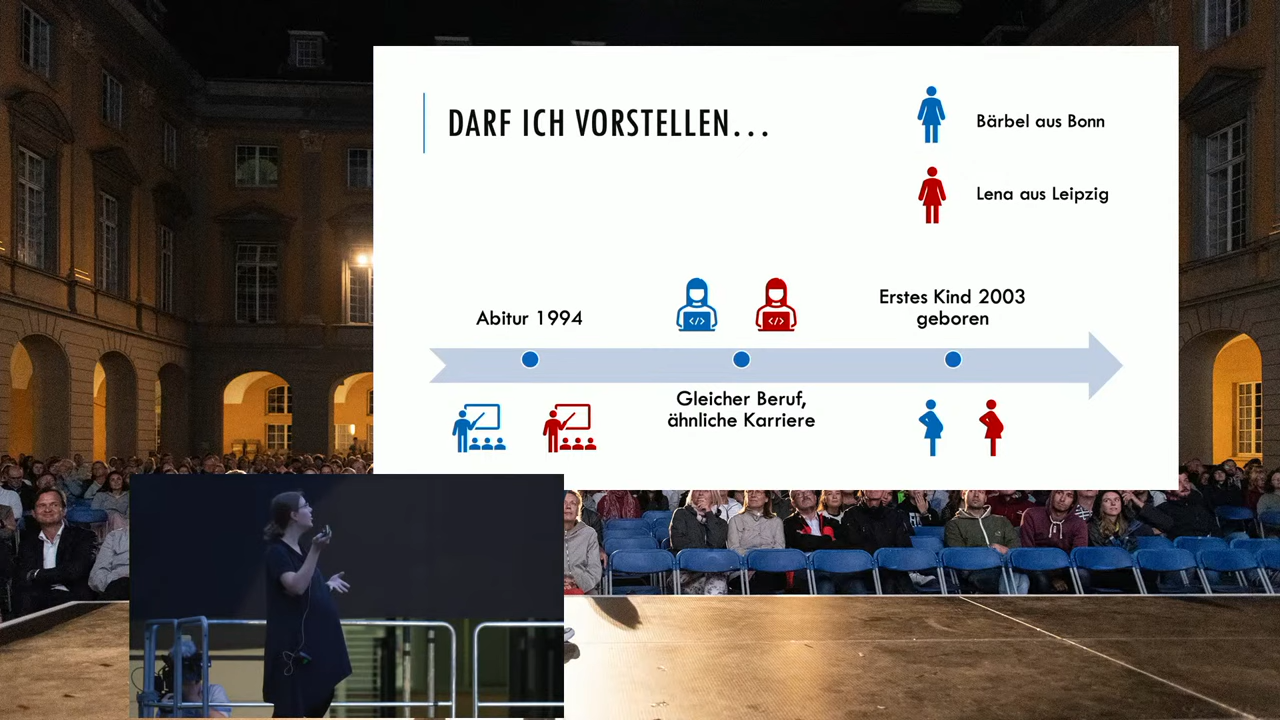 DARF ICH VORSTELLEN...
Bärbel aus Bonn
Lena aus Leipzig
Abitur 1994
</>
</>
Erstes Kind 2003
geboren
Gleicher Beruf,
ähnliche Karriere